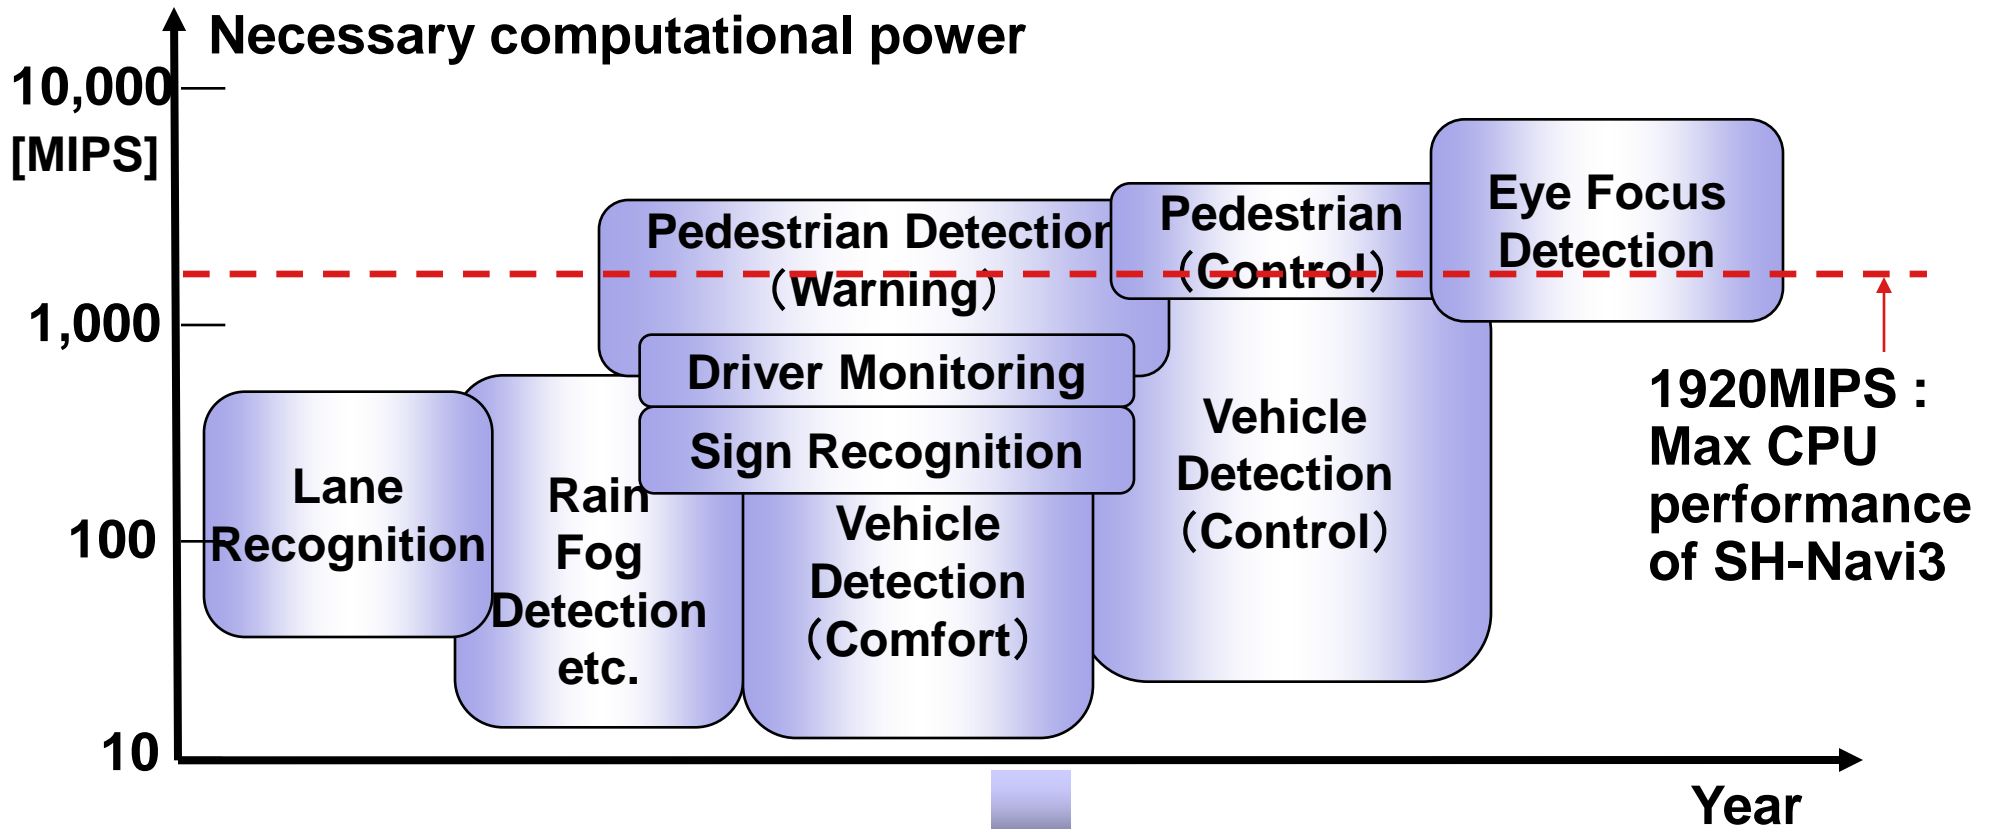 Necessary computational power
10,000
[MIPS]
1,000
100
10
Lane
Recognition
Rain
Fog
Detection
etc.
Pedestrian Detection
（Warning）
Driver Monitoring
Sign Recognition
Vehicle
Detection
（Comfort）
Pedestrian
（Control）
Vehicle
Detection
（Control）
Eye Focus
Detection
1920MIPS :
Max CPU
performance
of SH-Navi3
Year